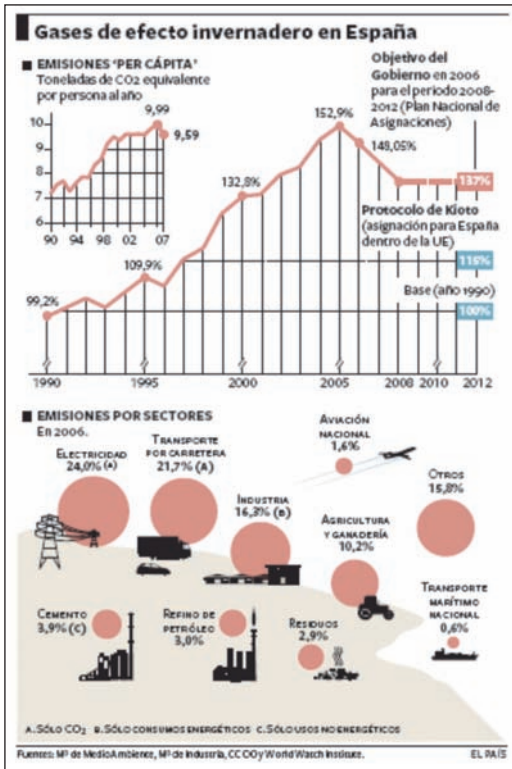 Gases de efecto invernadero en España
EMISIONES 'PER CÁPITA'
Toneladas de CO2 equivalente
por persona al año
9,99
9,59
10
9
8
7
6
90 94 98 02 07
Objetivo del
Gobierno en 2006
para el periodo 2008-
2012 (Plan Nacional de
Asignaciones)
152,9%
148,05%
132,8%
137%
Protocolo de Kioto
(asignación para España
dentro de la UE)
115%
109,9%
Base (año 1990)
99,2%
100%
1990 1995 2000 2005 2008 2010 2012
EMISIONES POR SECTORES
En 2006.
ELECTRICIDAD
24,0% (A)
TRANSPORTE
POR CARRETERA
21,7% (A)
AVIACIÓN
NACIONAL
1,6%
INDUSTRIA
16,3% (B)
OTROS
15,8%
AGRICULTURA
Y GANADERÍA
10,2%
CEMENTO
3,9% (C)
REFINO DE
PETRÓLEO
3,0%
RESIDUOS
2,9%
TRANSPORTE
MARÍTIMO
NACIONAL
0,6%
A. SÓLO CO2 B. SÓLO CONSUMOS ENERGÉTICOS C. SÓLO USOS NO ENERGÉTICOS
Fuentes: Mº de Medio Ambiente, Mº de Industria, CC OO y World Watch Institute.
EL PAÍS